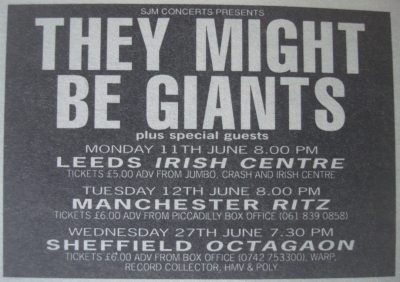 SJM CONCERTS PRESENTS
THEY MIGHT
BE GIANTS
plus special guests
MONDAY 11TH JUNE 8.00 PM
LEEDS IRISH CENTRE
TICKETS £5.00 ADV FROM JUMBO, CRASH AND IRISH CENTRE
TUESDAY 12TH JUNE 8.00 PM
MANCHESTER RITZ
TICKETS £6.00 ADV FROM PICCADILLY BOX OFFICE (061 839 0858)
WEDNESDAY 27TH JUNE 7.30 PM
SHEFFIELD OCTAGAON
TICKETS £6.00 ADV FROM BOX OFFICE (0742 753300), WARP,
RECORD COLLECTOR, HMV & POLY